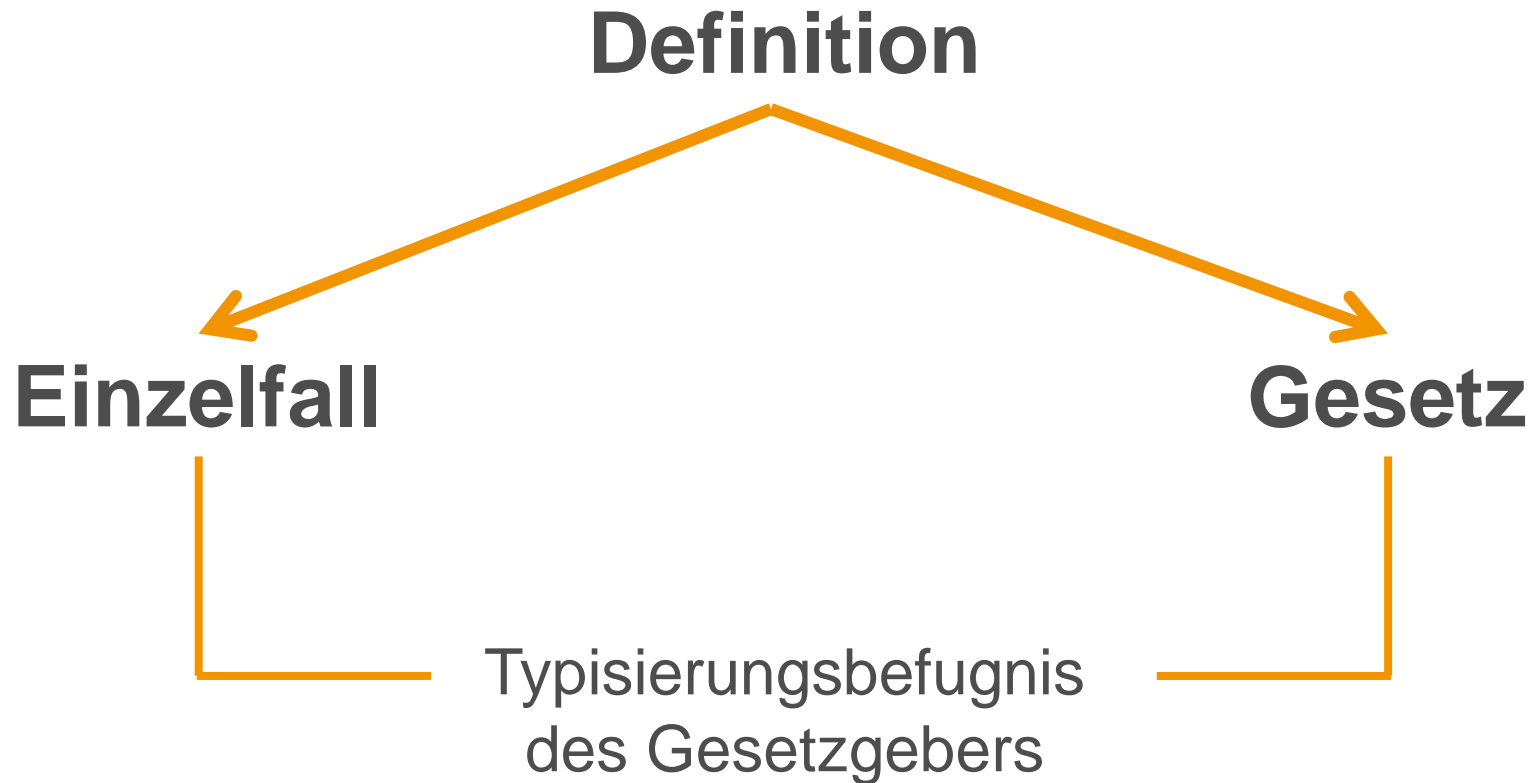 Definition
Einzelfall
Gesetz
Typisierungsbefugnis
des Gesetzgebers